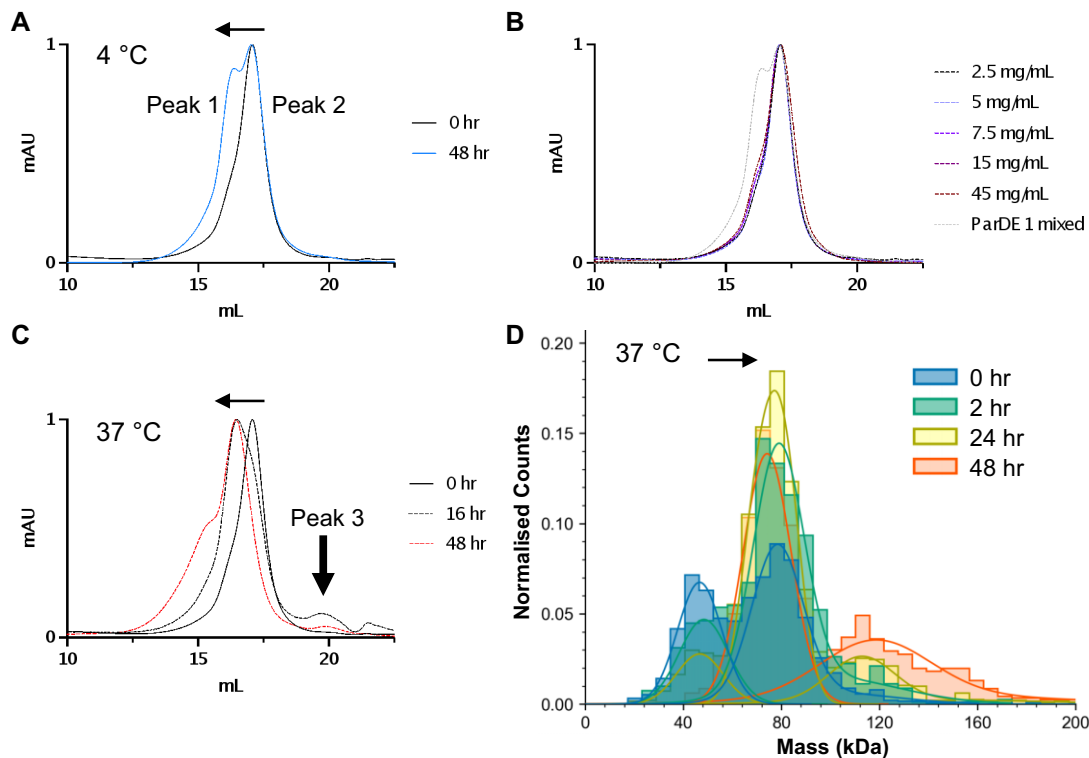 A
4 °C
1
mAU
0
Peak 1
Peak 2
10
15
20
mL
0 hr
48 hr
B
1
mAU
0
10
15
20
mL
2.5 mg/mL
5 mg/mL
7.5 mg/mL
15 mg/mL
45 mg/mL
ParDE 1 mixed
C
37 °C
1
mAU
0
Peak 3
10
15
20
mL
0 hr
16 hr
48 hr
D
37 °C
0.20
0.15
0.10
0.05
0.00
Normalised Counts
0
40
80
120
160
200
Mass (kDa)
0 hr
2 hr
24 hr
48 hr